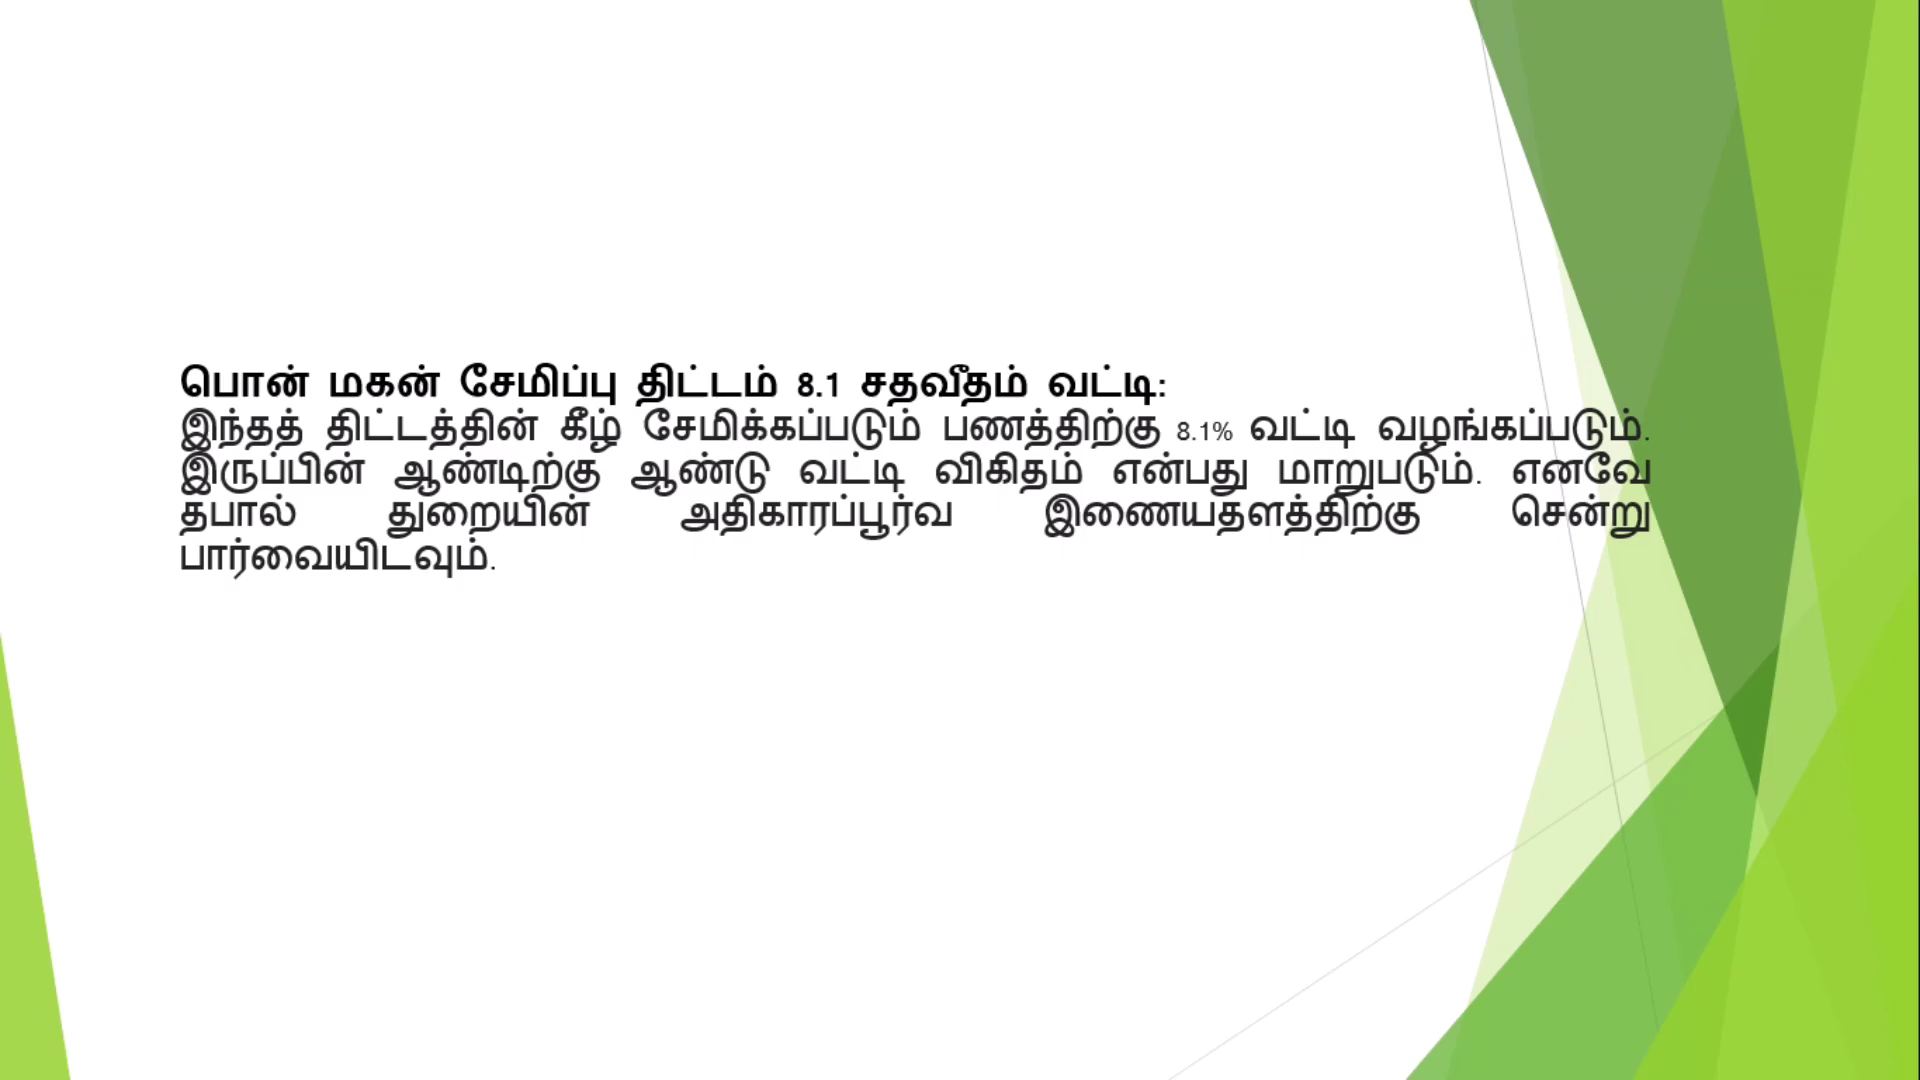 பொன் மகன் சேமிப்பு திட்டம் 8.1 சதவீதம் வட்டி:
இந்தத் திட்டத்தின் கீழ் சேமிக்கப்படும் பணத்திற்கு 8.1% வட்டி வழங்கப்படும்.
இருப்பின் ஆண்டிற்கு ஆண்டு வட்டி விகிதம் என்பது மாறுபடும். எனவே
தபால் துறையின் அதிகாரப்பூர்வ இணையதளத்திற்கு சென்று
பார்வையிடவும்.